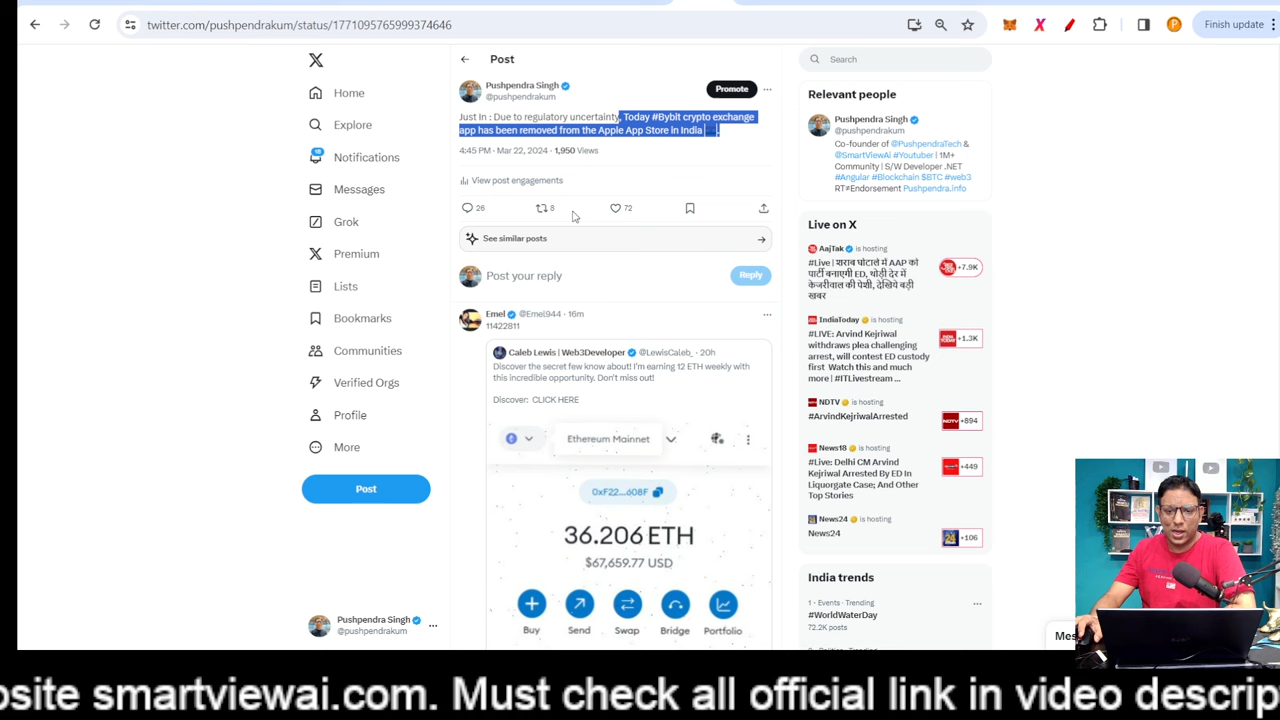 twitter.com/pushpendrakum/status/1771095765999374646
Finish update
Post
Search
Home
Explore
Notifications
Messages
Grok
Premium
Lists
Bookmarks
Communities
Verified Orgs
Profile
More
Post
Pushpendra Singh
@pushpendrakum
Pushpendra Singh
@pushpendrakum
Promote
Just In : Due to regulatory uncertainty, Today #Bybit crypto exchange
app has been removed from the Apple App Store in India
4:45 PM · Mar 22, 2024 · 1,950 Views
View post engagements
26 8 72
See similar posts
Post your reply
Reply
Emel @Emel944 · 16m
11422811
Caleb Lewis | Web3Developer @LewisCaleb_ · 20h
Discover the secret few know about! I'm earning 12 ETH weekly with
this incredible opportunity. Don't miss out!
Discover: CLICK HERE
Ethereum Mainnet
0xF22...608F
36.206 ETH
$67,659.77 USD
Buy Send Swap Bridge Portfolio
Relevant people
Pushpendra Singh
@pushpendrakum
Co-founder of @PushpendraTech &
@SmartViewAi #Youtuber | 1M+
Community | S/W Developer .NET
#Angular #Blockchain $BTC #web3
RT≠Endorsement Pushpendra.info
Live on X
AajTak is hosting
#Live | शराब घोटाले में AAP को
पार्टी बनाएगी ED, थोड़ी देर में
केजरीवाल की पेशी, देखिये बड़ी
खबर
+7.9K
IndiaToday is hosting
#LIVE: Arvind Kejriwal
withdraws plea challenging
arrest, will contest ED custody
first Watch this and much
more | #ITLivestream ...
+1.3K
NDTV is hosting
#ArvindKejriwalArrested
+894
News18 is hosting
#Live: Delhi CM Arvind
Kejriwal Arrested By ED In
Liquorgate Case; And Other
Top Stories
+449
News24 is hosting
News24
+106
India trends
1 · Events · Trending
#WorldWaterDay
72.2K posts
Mes
osite smartviewai.com. Must check all official link in video descrip